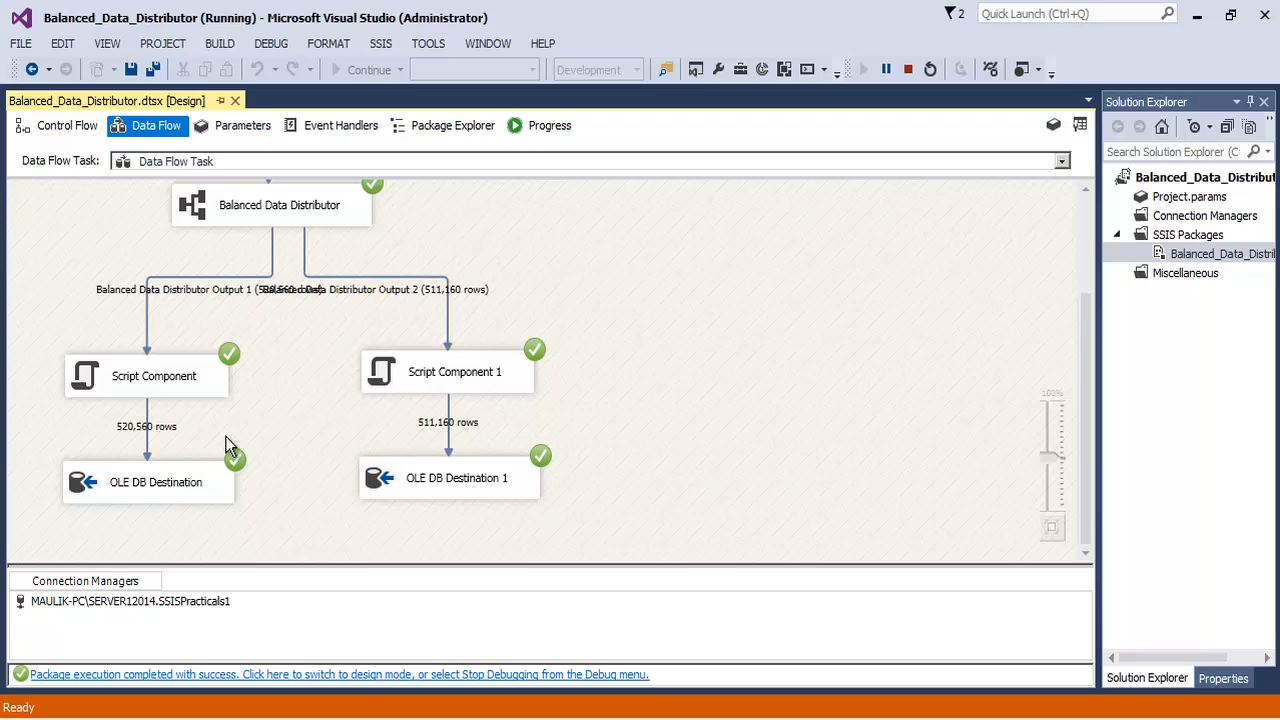 Balanced_Data_Distributor (Running) - Microsoft Visual Studio (Administrator)
2
Quick Launch (Ctrl+Q)
FILE EDIT VIEW PROJECT BUILD DEBUG FORMAT SSIS TOOLS WINDOW HELP
Continue
Development
Balanced_Data_Distributor.dtsx [Design]
Control Flow Data Flow Parameters Event Handlers Package Explorer Progress
Data Flow Task: Data Flow Task
Balanced Data Distributor
Balanced Data Distributor Output 1
Data Distributor Output 2 (511,160 rows)
Script Component
Script Component 1
520,560 rows
511,160 rows
OLE DB Destination
OLE DB Destination 1
100%
Connection Managers
MAULIK-PC\SERVER12014.SSISPracticals1
Package execution completed with success. Click here to switch to design mode, or select Stop Debugging from the Debug menu.
Ready
Solution Explorer
Search Solution Explorer (C
Balanced_Data_Distribut
Project.params
Connection Managers
SSIS Packages
Balanced_Data_Distri
Miscellaneous
Solution Explorer Properties